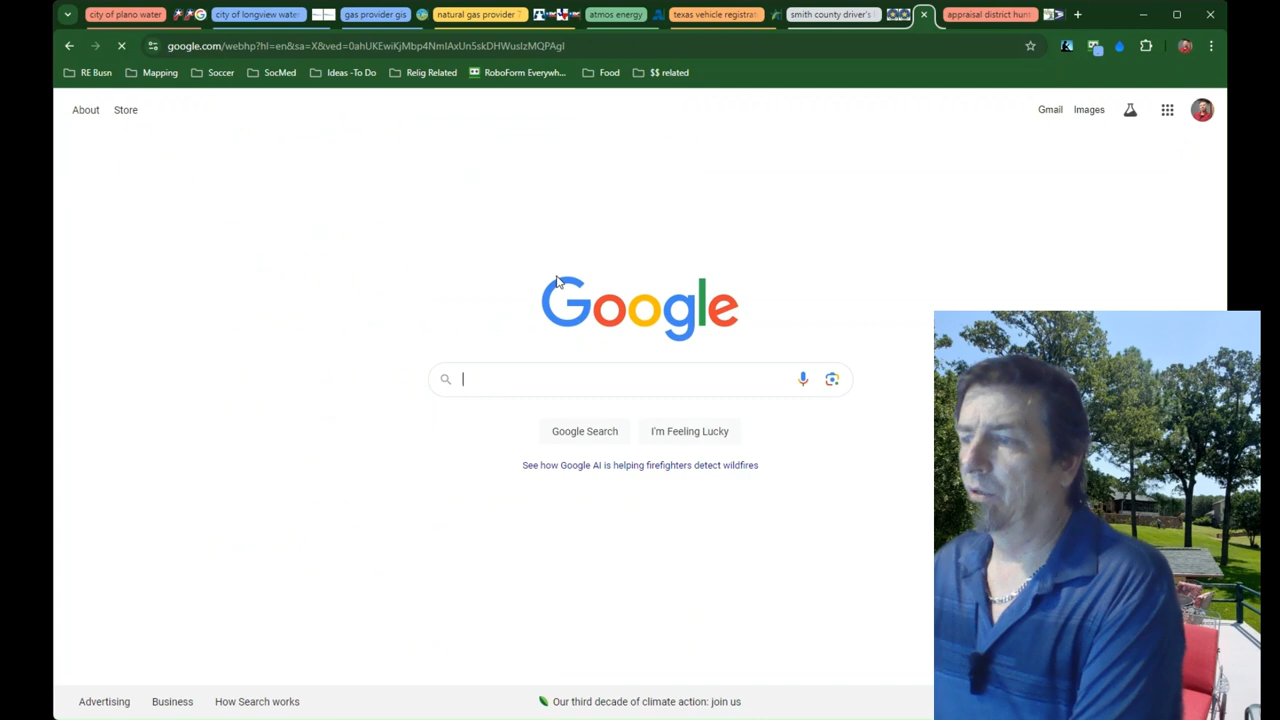 city of plano water
city of longview water
gas provider gis
natural gas provider
atmos energy
texas vehicle registrat
smith county driver's l
appraisal district hunt
google.com/webhp?hl=en&sa=X&ved=0ahUKEwiKjMbp4NmIAxUn5skDHWusIzMQPAgI
RE Busn
Mapping
Soccer
SocMed
Ideas -To Do
Relig Related
RoboForm Everywh...
Food
$$ related
About
Store
Gmail
Images
Google
Google Search
I'm Feeling Lucky
See how Google AI is helping firefighters detect wildfires
Advertising
Business
How Search works
Our third decade of climate action: join us